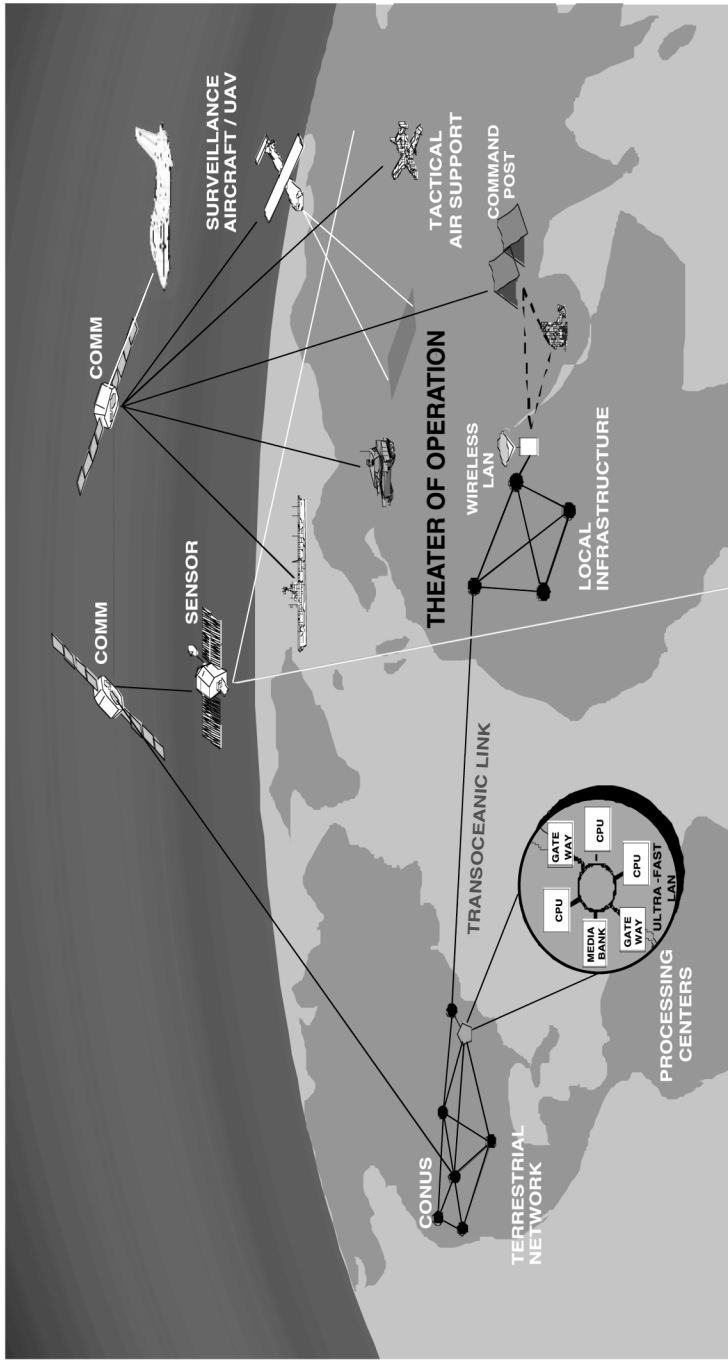 COMM
COMM
SENSOR
SURVEILLANCE
AIRCRAFT / UAV
TACTICAL
AIR SUPPORT
COMMAND
POST
THEATER OF OPERATION
WIRELESS
LAN
LOCAL
INFRASTRUCTURE
TRANSOCEANIC LINK
CONUS
TERRESTRIAL
NETWORK
CPU
GATE
WAY
MEDIA
BANK
CPU
GATE
WAY
CPU
ULTRA -FAST
LAN
PROCESSING
CENTERS